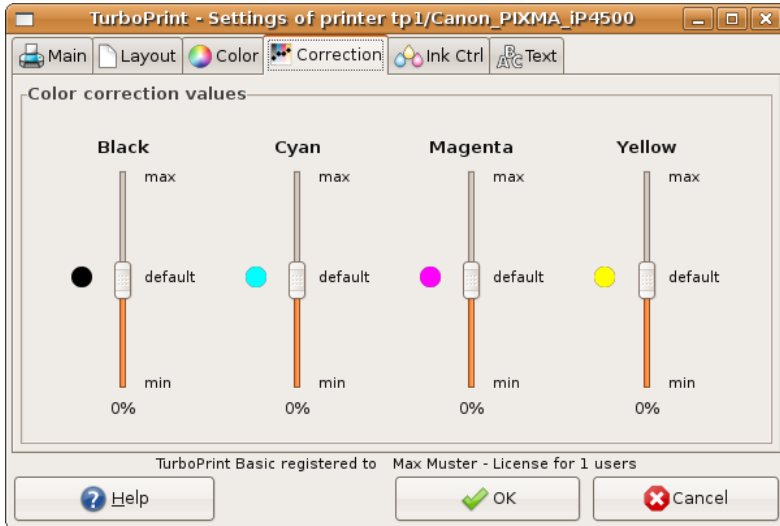 TurboPrint - Settings of printer tp1/Canon_PIXMA_iP4500
Main Layout Color Correction Ink Ctrl ABC Text
Color correction values
Black Cyan Magenta Yellow
max max max max
default default default default
min min min min
0% 0% 0% 0%
TurboPrint Basic registered to Max Muster - License for 1 users
Help OK Cancel